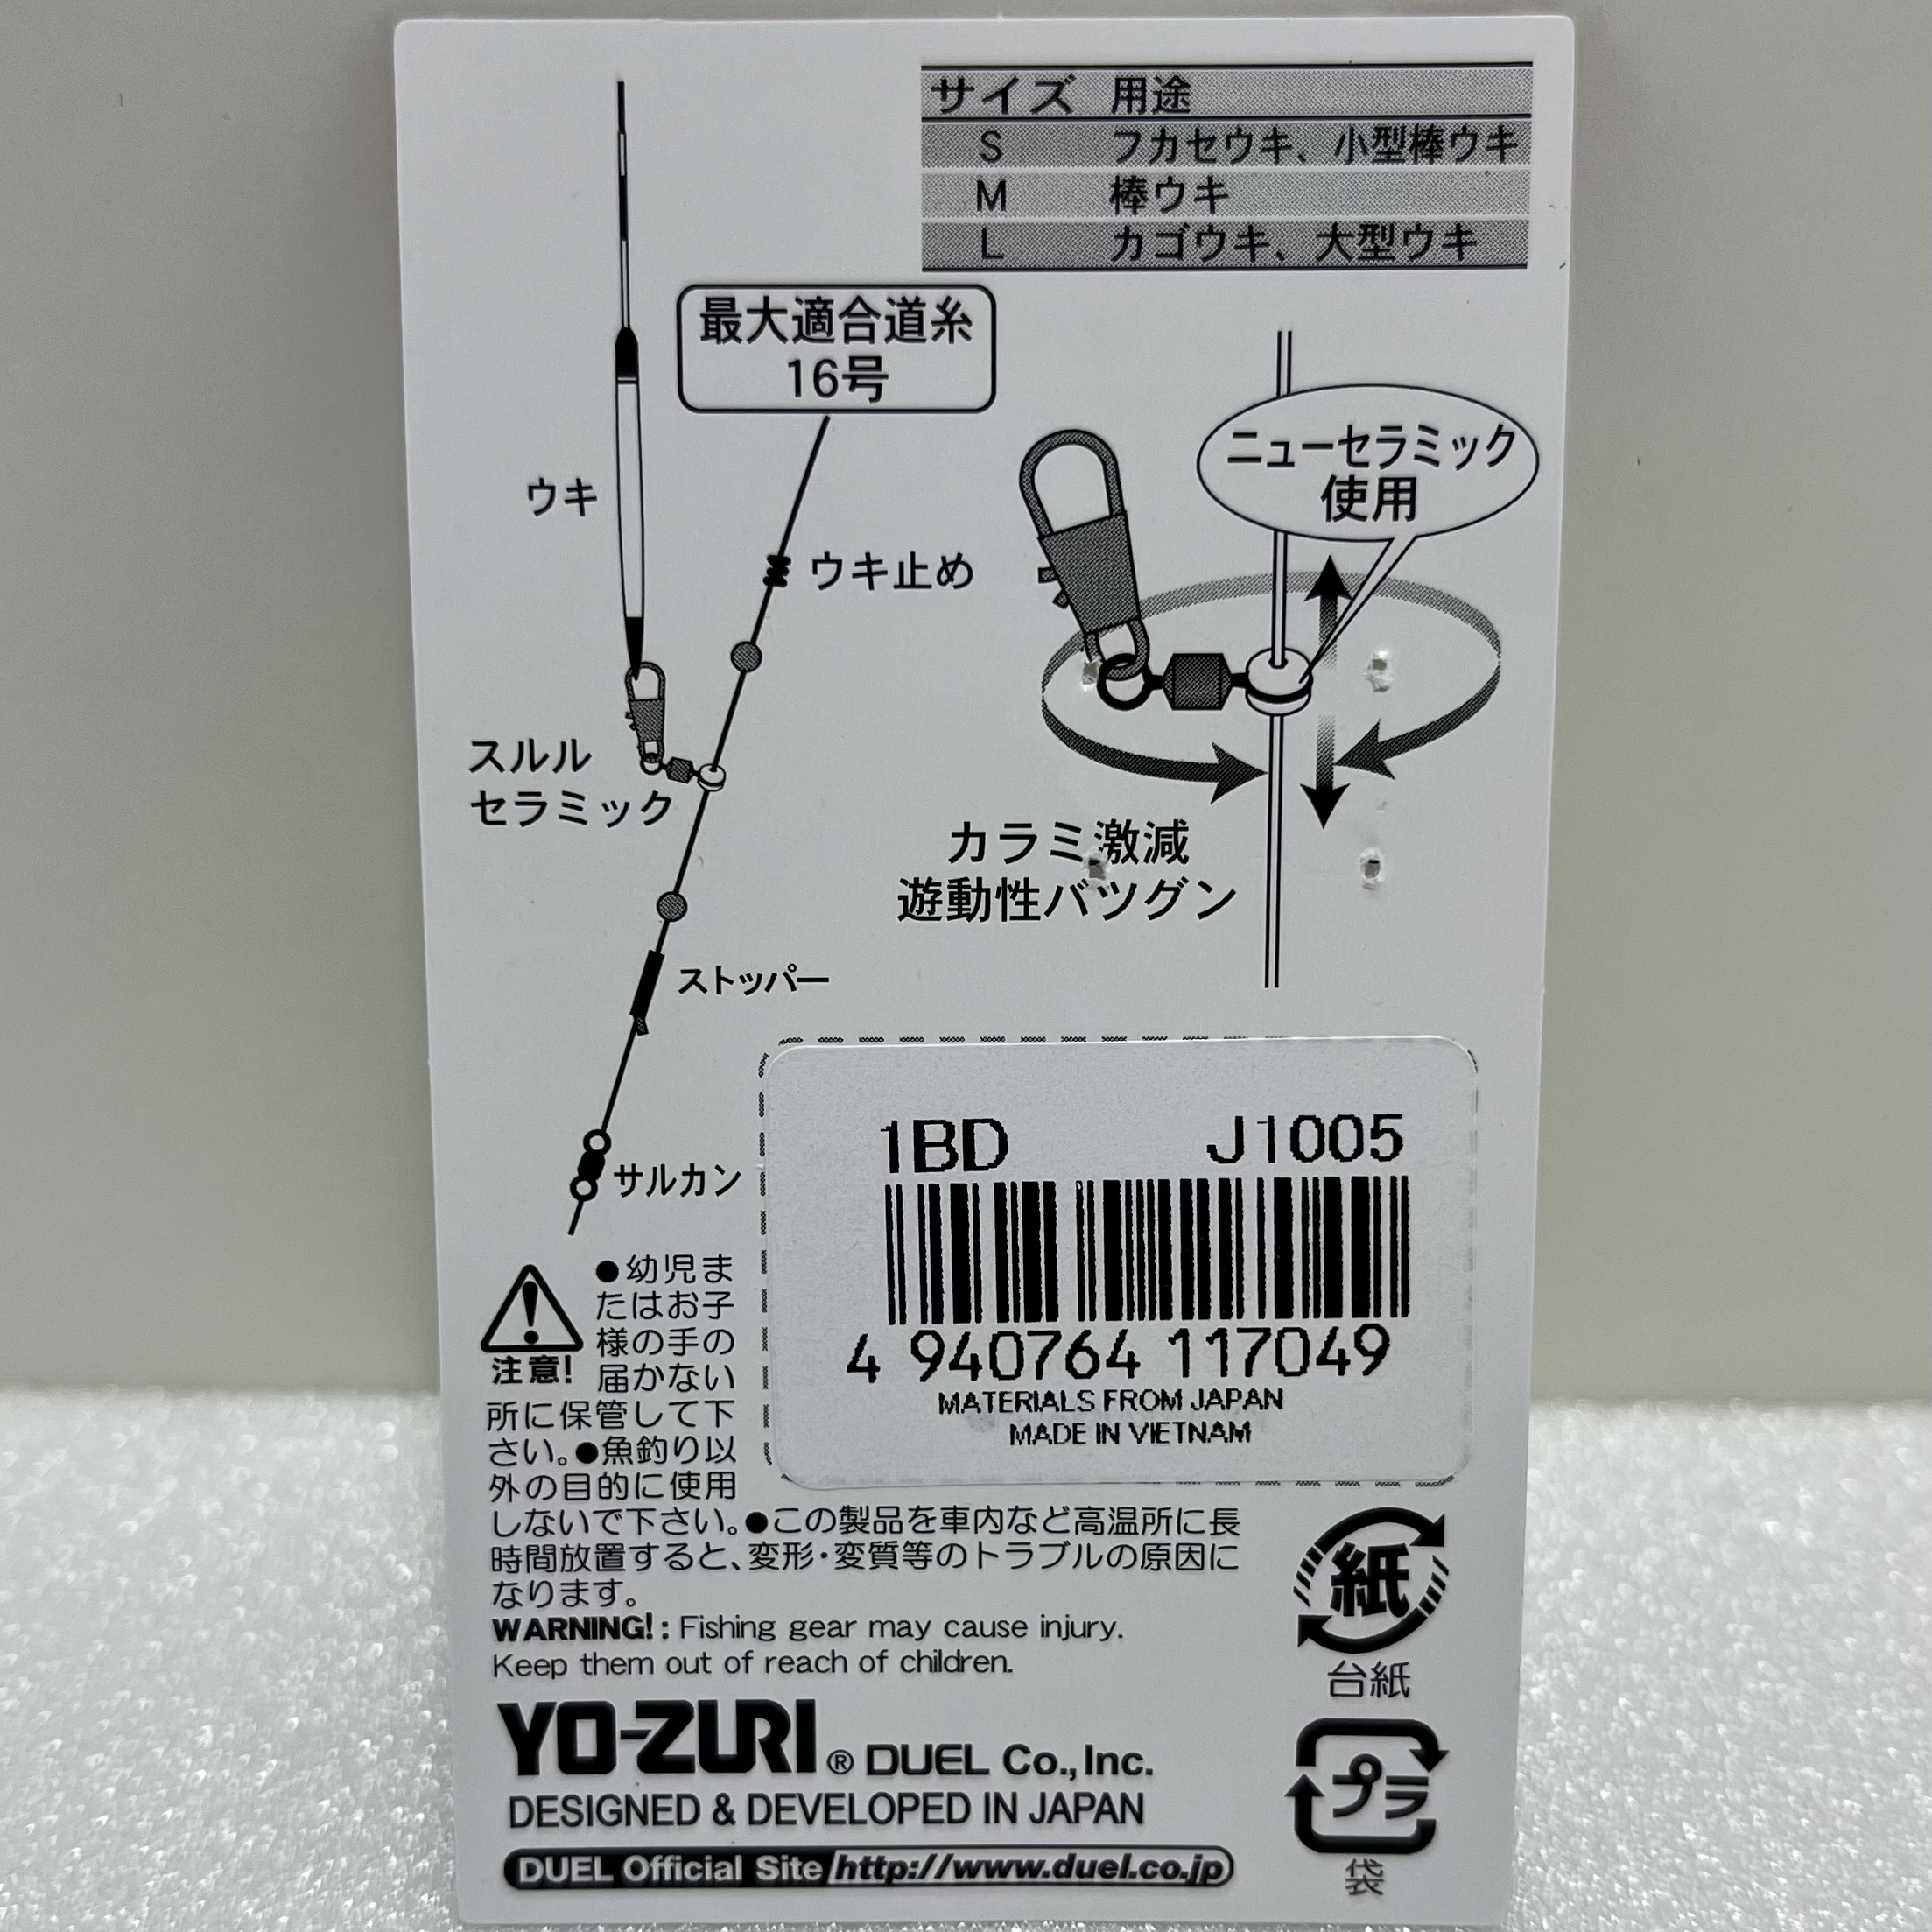 サイズ 用途
S フカセウキ、小型棒ウキ
M 棒ウキ
L カゴウキ、大型ウキ
最大適合道糸
16号
ニューセラミック
使用
ウキ
ウキ止め
スルル
セラミック
カラミ激減
遊動性バツグン
ストッパー
サルカン
1BD J1005
4 940764 117049
MATERIALS FROM JAPAN
MADE IN VIETNAM
注意!
●幼児ま
たはお子
様の手の
届かない
所に保管して下
さい。●魚釣り以
外の目的に使用
しないで下さい。●この製品を車内など高温所に長
時間放置すると、変形・変質等のトラブルの原因に
なります。
WARNING!: Fishing gear may cause injury.
Keep them out of reach of children.
紙
台紙
YO-ZURI® DUEL Co., Inc.
DESIGNED & DEVELOPED IN JAPAN
プラ
袋
DUEL Official Site http://www.duel.co.jp